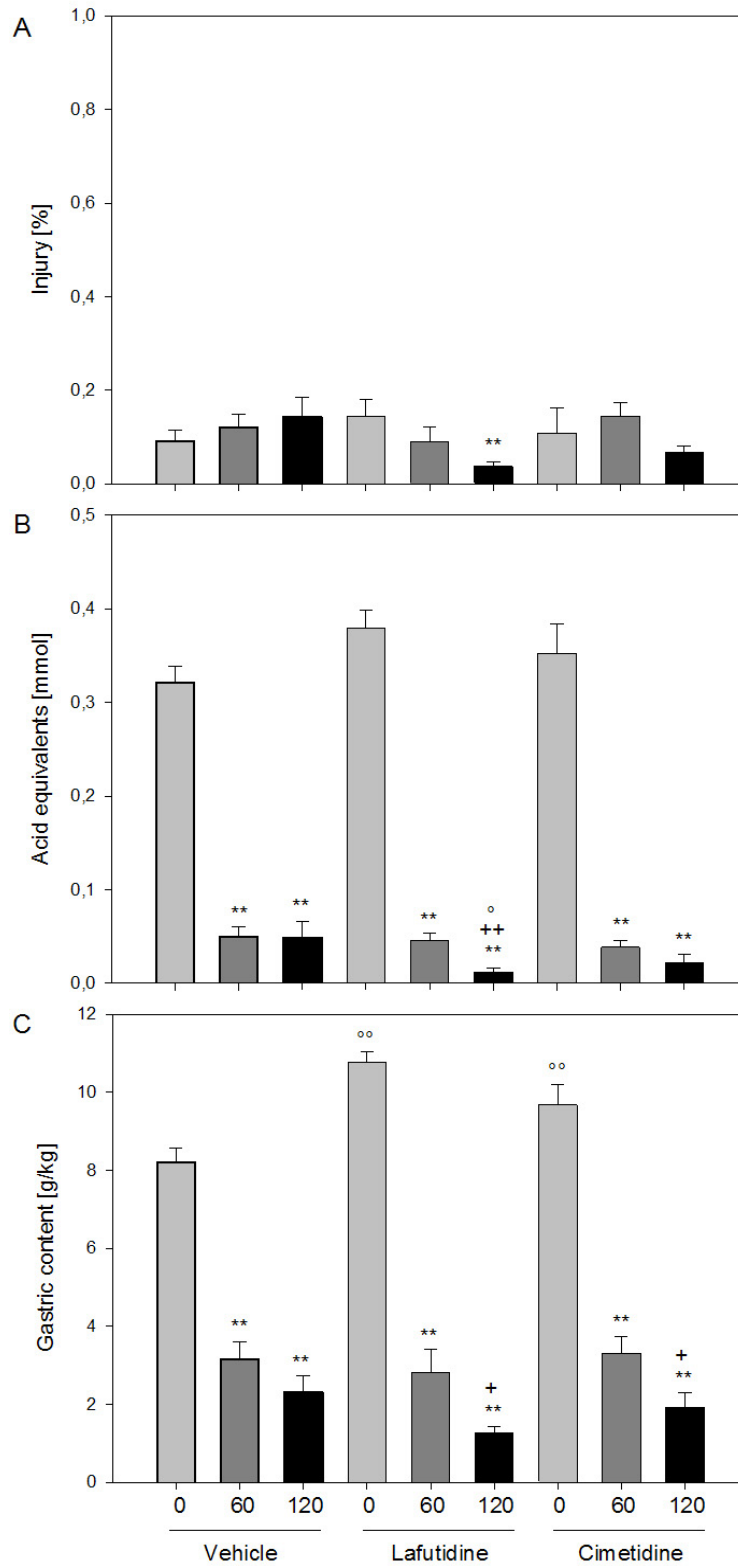 A
1,0
0,8
0,6
0,4
0,2
0,0
Injury [%]
**
B
0,5
0,4
0,3
0,2
0,1
0,0
Acid equivalents [mmol]
** ** ** ° ++ ** ** **
C
12
10
8
6
4
2
0
Gastric content [g/kg]
°° °°
** ** ** + ** ** + **
0 60 120 0 60 120 0 60 120
Vehicle Lafutidine Cimetidine